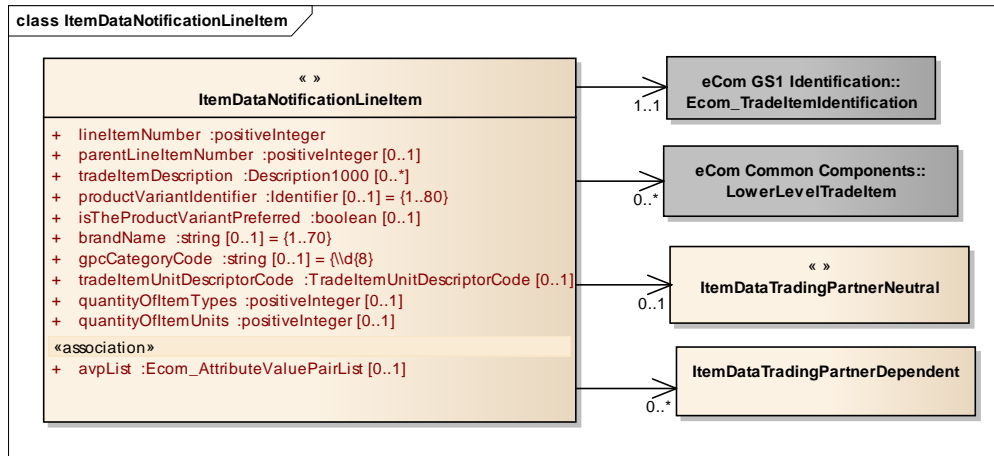 class ItemDataNotificationLineItem
« »
ItemDataNotificationLineItem
+ lineItemNumber :positiveInteger
+ parentLineItemNumber :positiveInteger [0..1]
+ tradeItemDescription :Description1000 [0..*]
+ productVariantIdentifier :Identifier [0..1] = {1..80}
+ isTheProductVariantPreferred :boolean [0..1]
+ brandName :string [0..1] = {1..70}
+ gpcCategoryCode :string [0..1] = {\\d{8}
+ tradeItemUnitDescriptorCode :TradeItemUnitDescriptorCode [0..1]
+ quantityOfItemTypes :positiveInteger [0..1]
+ quantityOfItemUnits :positiveInteger [0..1]
«association»
+ avpList :Ecom_AttributeValuePairList [0..1]
1..1
eCom GS1 Identification::
Ecom_TradeItemIdentification
0..*
eCom Common Components::
LowerLevelTradeItem
0..1
« »
ItemDataTradingPartnerNeutral
0..*
ItemDataTradingPartnerDependent